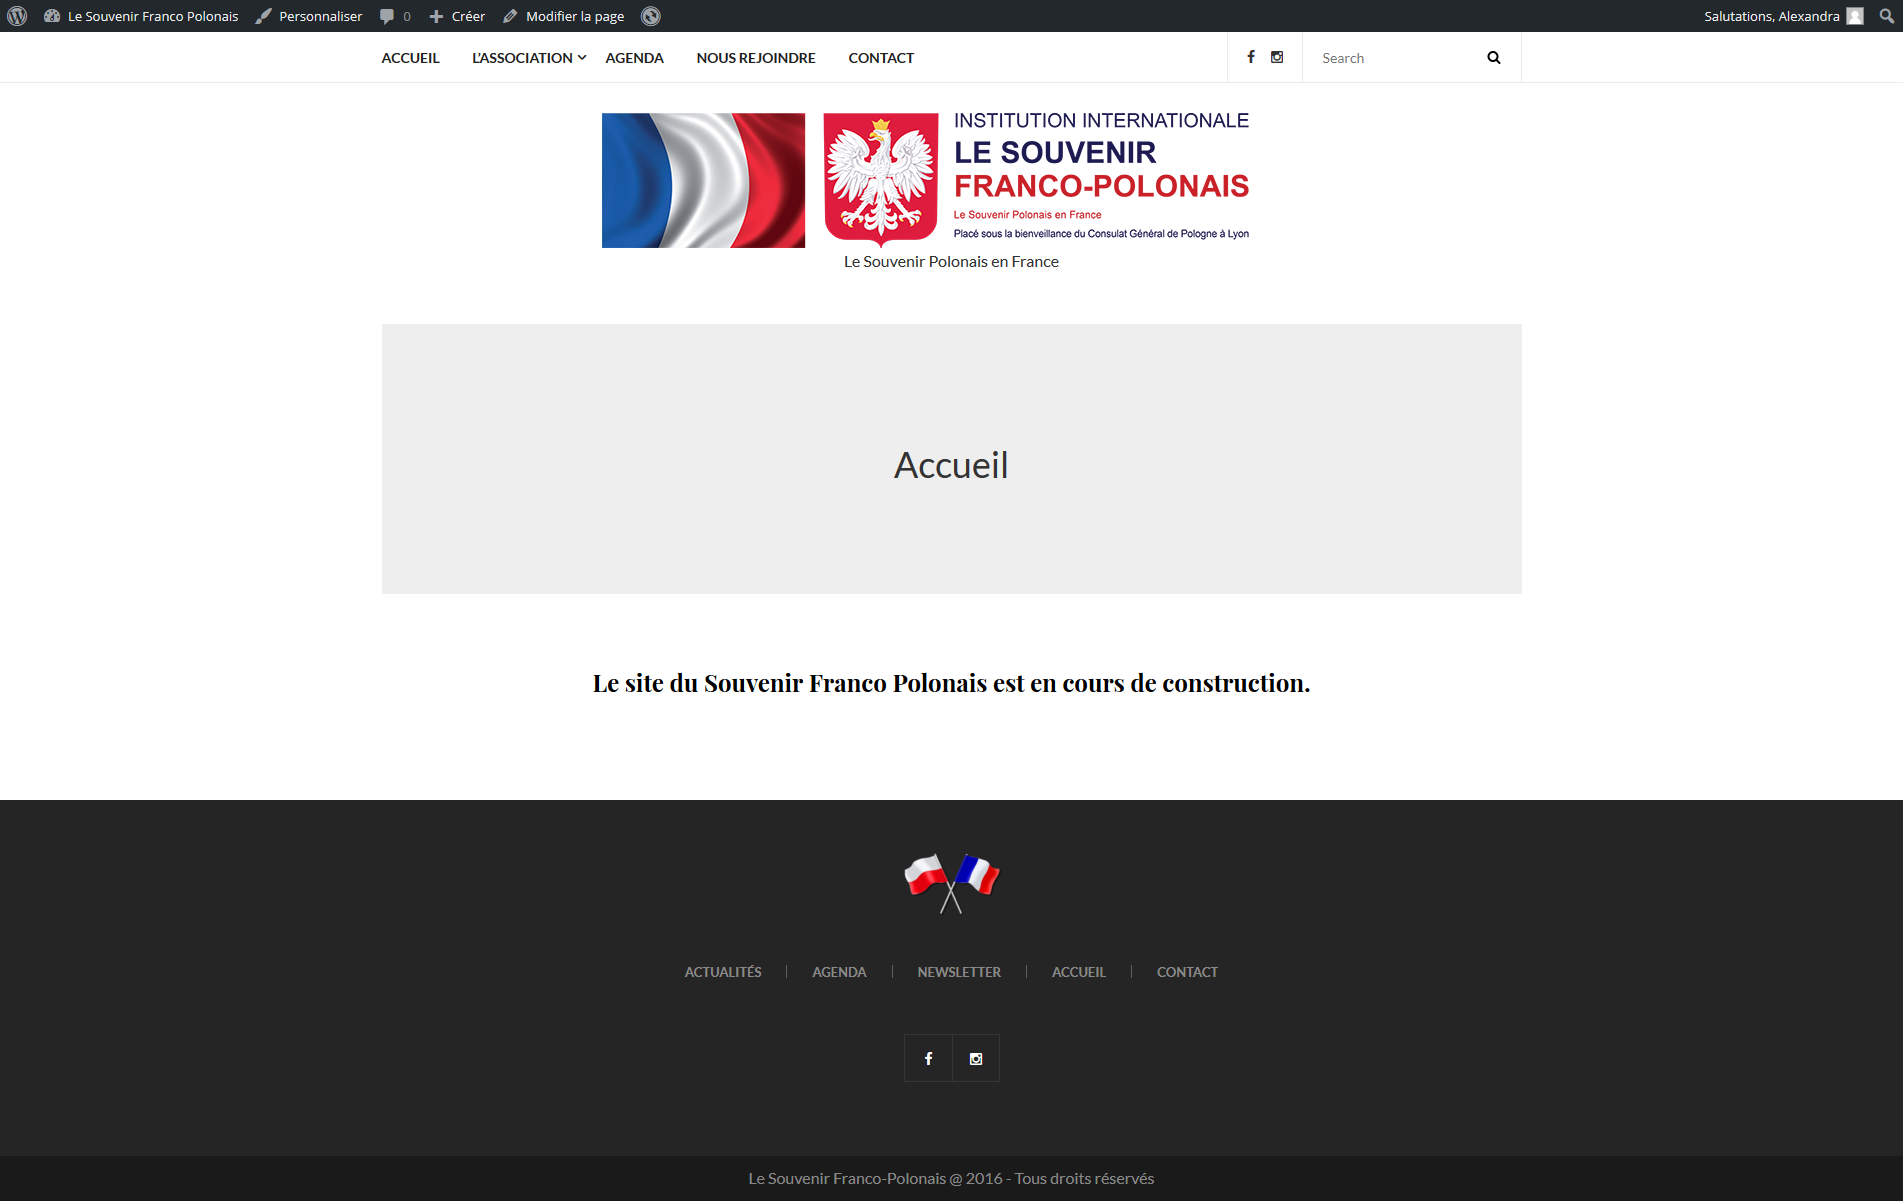 Le Souvenir Franco Polonais Personnaliser 0 Créer Modifier la page Salutations, Alexandra
ACCUEIL L'ASSOCIATION AGENDA NOUS REJOINDRE CONTACT Search
INSTITUTION INTERNATIONALE
LE SOUVENIR
FRANCO-POLONAIS
Le Souvenir Polonais en France
Placé sous la bienveillance du Consulat Général de Pologne à Lyon
Le Souvenir Polonais en France
Accueil
Le site du Souvenir Franco Polonais est en cours de construction.
ACTUALITÉS AGENDA NEWSLETTER ACCUEIL CONTACT
Le Souvenir Franco-Polonais @ 2016 - Tous droits réservés